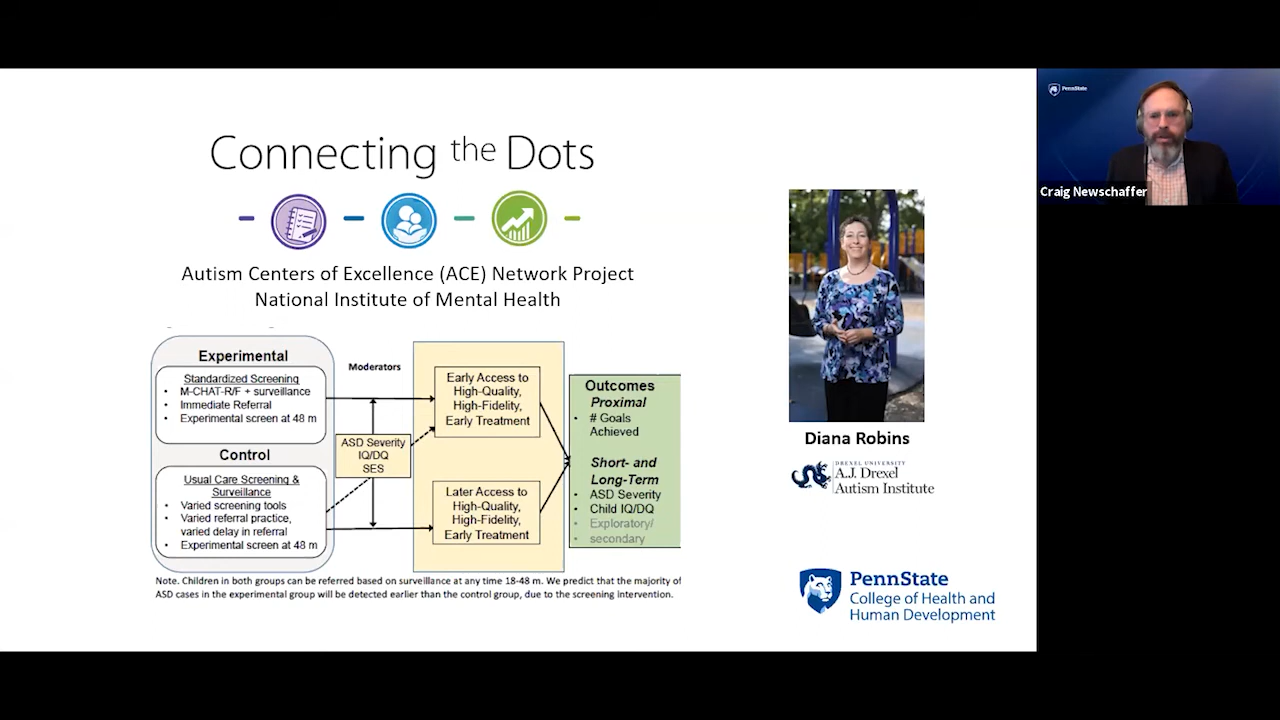 Connecting the Dots
Autism Centers of Excellence (ACE) Network Project
National Institute of Mental Health
Experimental
Standardized Screening
• M-CHAT-R/F + surveillance
• Immediate Referral
• Experimental screen at 48 m
Control
Usual Care Screening &
Surveillance
• Varied screening tools
• Varied referral practice,
varied delay in referral
• Experimental screen at 48 m
Moderators
ASD Severity
IQ/DQ
SES
Early Access to
High-Quality,
High-Fidelity,
Early Treatment
Later Access to
High-Quality,
High-Fidelity,
Early Treatment
Outcomes
Proximal
• # Goals
Achieved
Short- and
Long-Term
• ASD Severity
• Child IQ/DQ
• Exploratory/
• secondary
Note. Children in both groups can be referred based on surveillance at any time 18-48 m. We predict that the majority of
ASD cases in the experimental group will be detected earlier than the control group, due to the screening intervention.
Diana Robins
DREXEL UNIVERSITY
A.J. Drexel
Autism Institute
PennState
College of Health and
Human Development
PennState
Craig Newschaffer